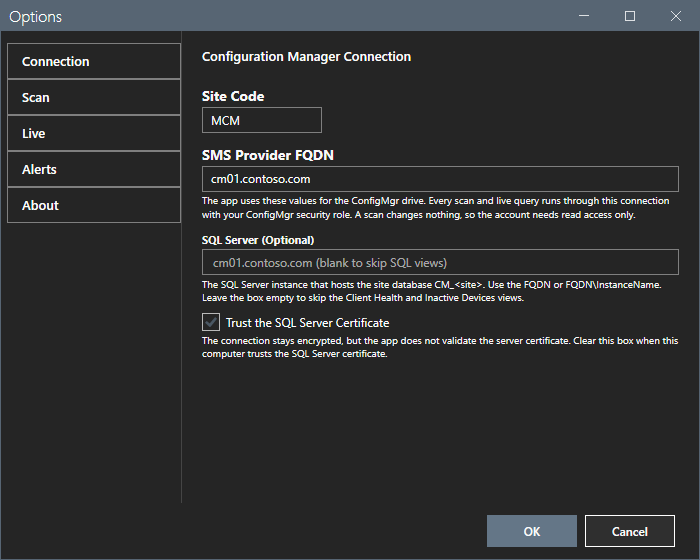 Options
Connection
Scan
Live
Alerts
About
Configuration Manager Connection
Site Code
MCM
SMS Provider FQDN
cm01.contoso.com
The app uses these values for the ConfigMgr drive. Every scan and live query runs through this connection
with your ConfigMgr security role. A scan changes nothing, so the account needs read access only.
SQL Server (Optional)
cm01.contoso.com (blank to skip SQL views)
The SQL Server instance that hosts the site database CM_<site>. Use the FQDN or FQDN\InstanceName.
Leave the box empty to skip the Client Health and Inactive Devices views.
Trust the SQL Server Certificate
The connection stays encrypted, but the app does not validate the server certificate. Clear this box when this
computer trusts the SQL Server certificate.
OK
Cancel